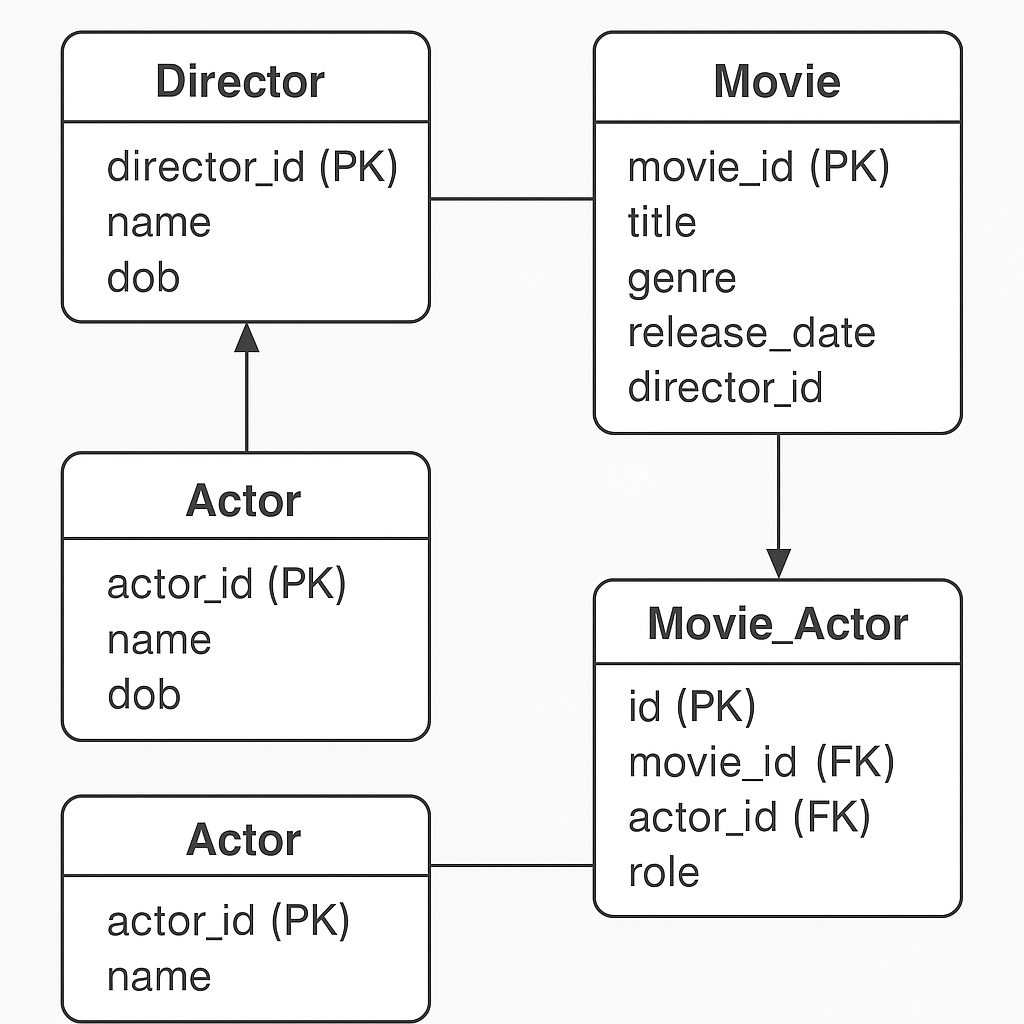 Director
director_id (PK)
name
dob
Movie
movie_id (PK)
title
genre
release_date
director_id
Actor
actor_id (PK)
name
dob
Movie_Actor
id (PK)
movie_id (FK)
actor_id (FK)
role
Actor
actor_id (PK)
name